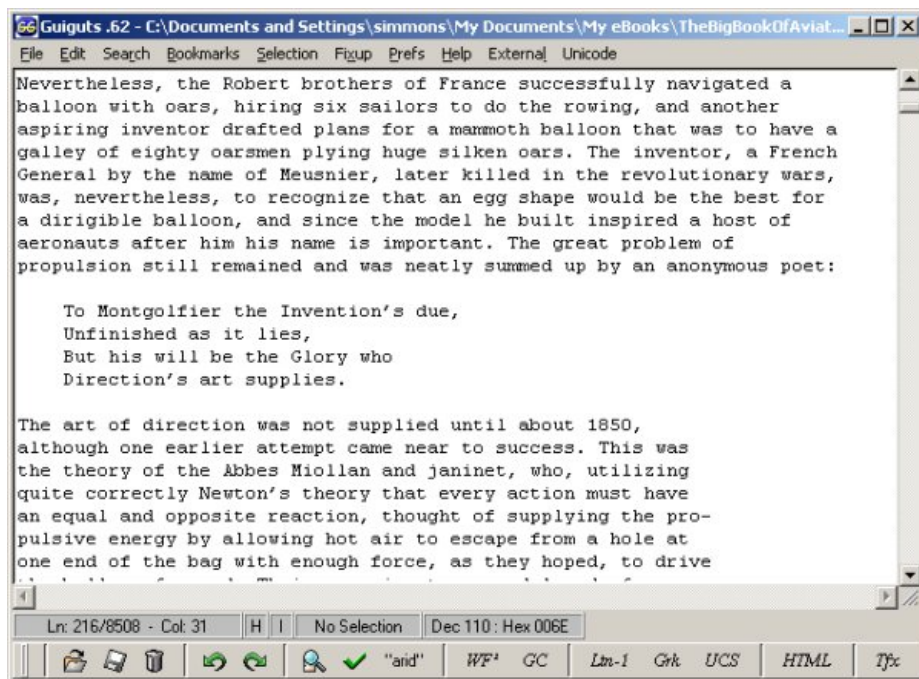 Guiguts .62 - C:\Documents and Settings\simmons\My Documents\My eBooks\TheBigBookOfAviat...
File Edit Search Bookmarks Selection Fixup Prefs Help External Unicode
Nevertheless, the Robert brothers of France successfully navigated a
balloon with oars, hiring six sailors to do the rowing, and another
aspiring inventor drafted plans for a mammoth balloon that was to have a
galley of eighty oarsmen plying huge silken oars. The inventor, a French
General by the name of Meusnier, later killed in the revolutionary wars,
was, nevertheless, to recognize that an egg shape would be the best for
a dirigible balloon, and since the model he built inspired a host of
aeronauts after him his name is important. The great problem of
propulsion still remained and was neatly summed up by an anonymous poet:
To Montgolfier the Invention's due,
Unfinished as it lies,
But his will be the Glory who
Direction's art supplies.
The art of direction was not supplied until about 1850,
although one earlier attempt came near to success. This was
the theory of the Abbes Miollan and janinet, who, utilizing
quite correctly Newton's theory that every action must have
an equal and opposite reaction, thought of supplying the pro-
pulsive energy by allowing hot air to escape from a hole at
one end of the bag with enough force, as they hoped, to drive
Ln: 216/8508 - Col: 31 H I No Selection Dec 110 : Hex 006E
"arid" WF² GC Ltn-1 Grk UCS HTML Tfx